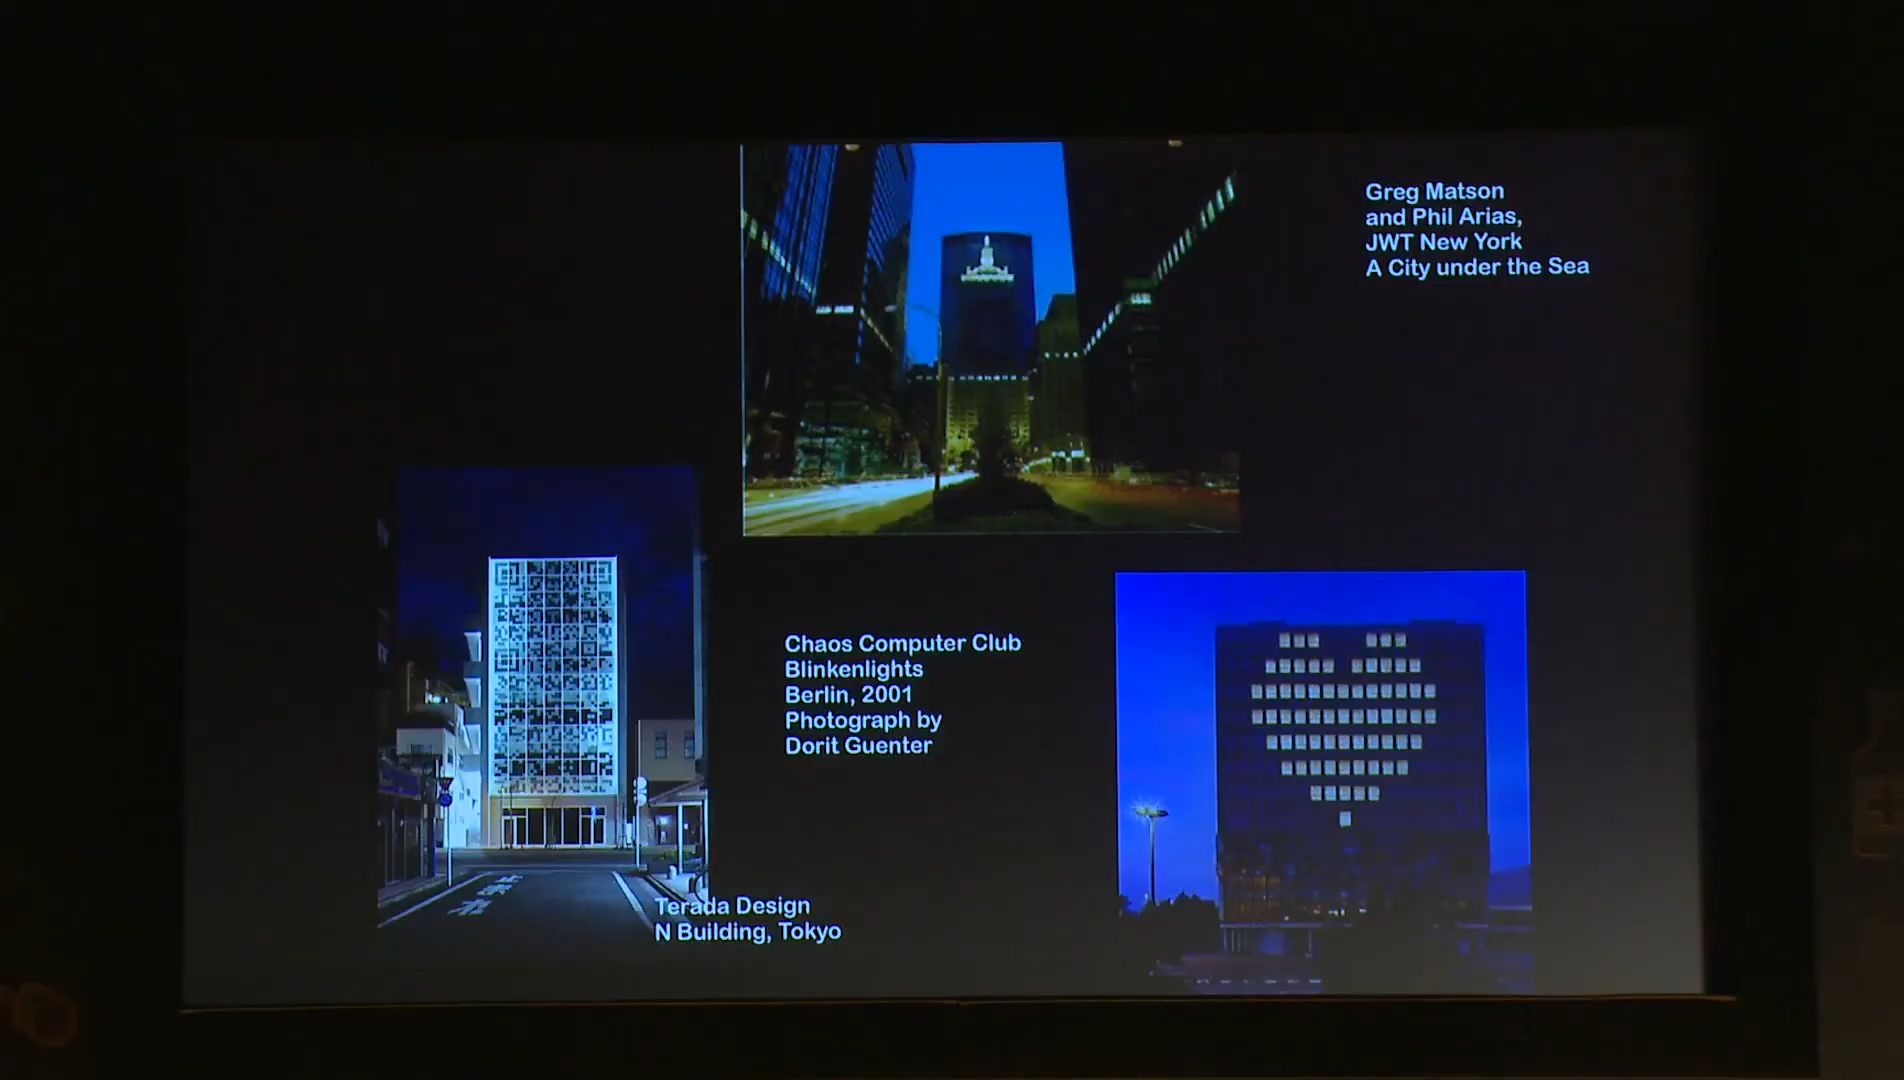 Greg Matson
and Phil Arias,
JWT New York
A City under the Sea
Chaos Computer Club
Blinkenlights
Berlin, 2001
Photograph by
Dorit Guenter
Terada Design
N Building, Tokyo